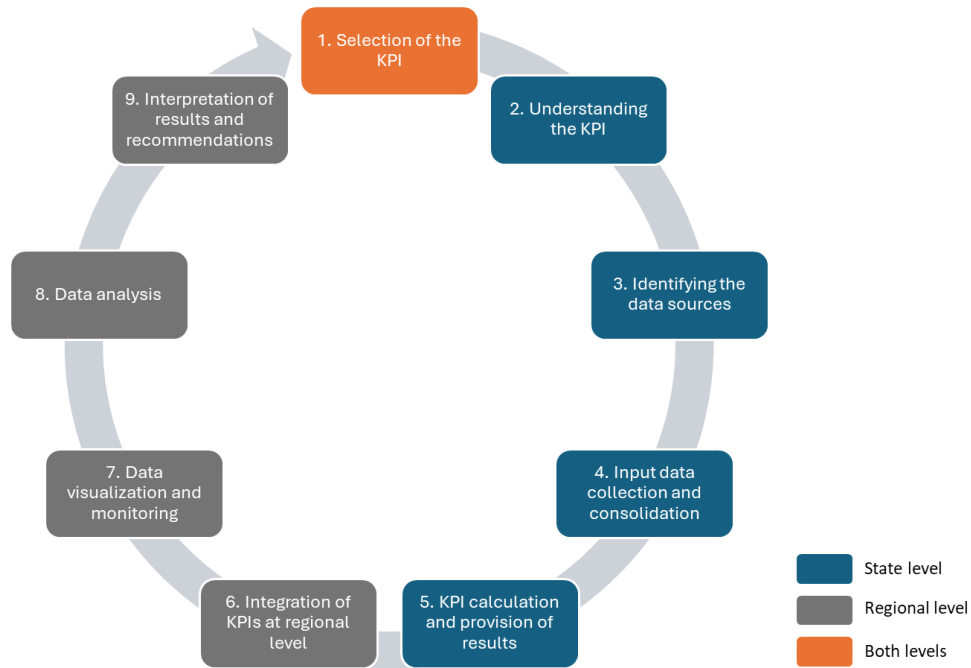 1. Selection of the
KPI
2. Understanding
the KPI
3. Identifying the
data sources
4. Input data
collection and
consolidation
5. KPI calculation
and provision of
results
6. Integration of
KPIs at regional
level
7. Data
visualization and
monitoring
8. Data analysis
9. Interpretation of
results and
recommendations
State level
Regional level
Both levels